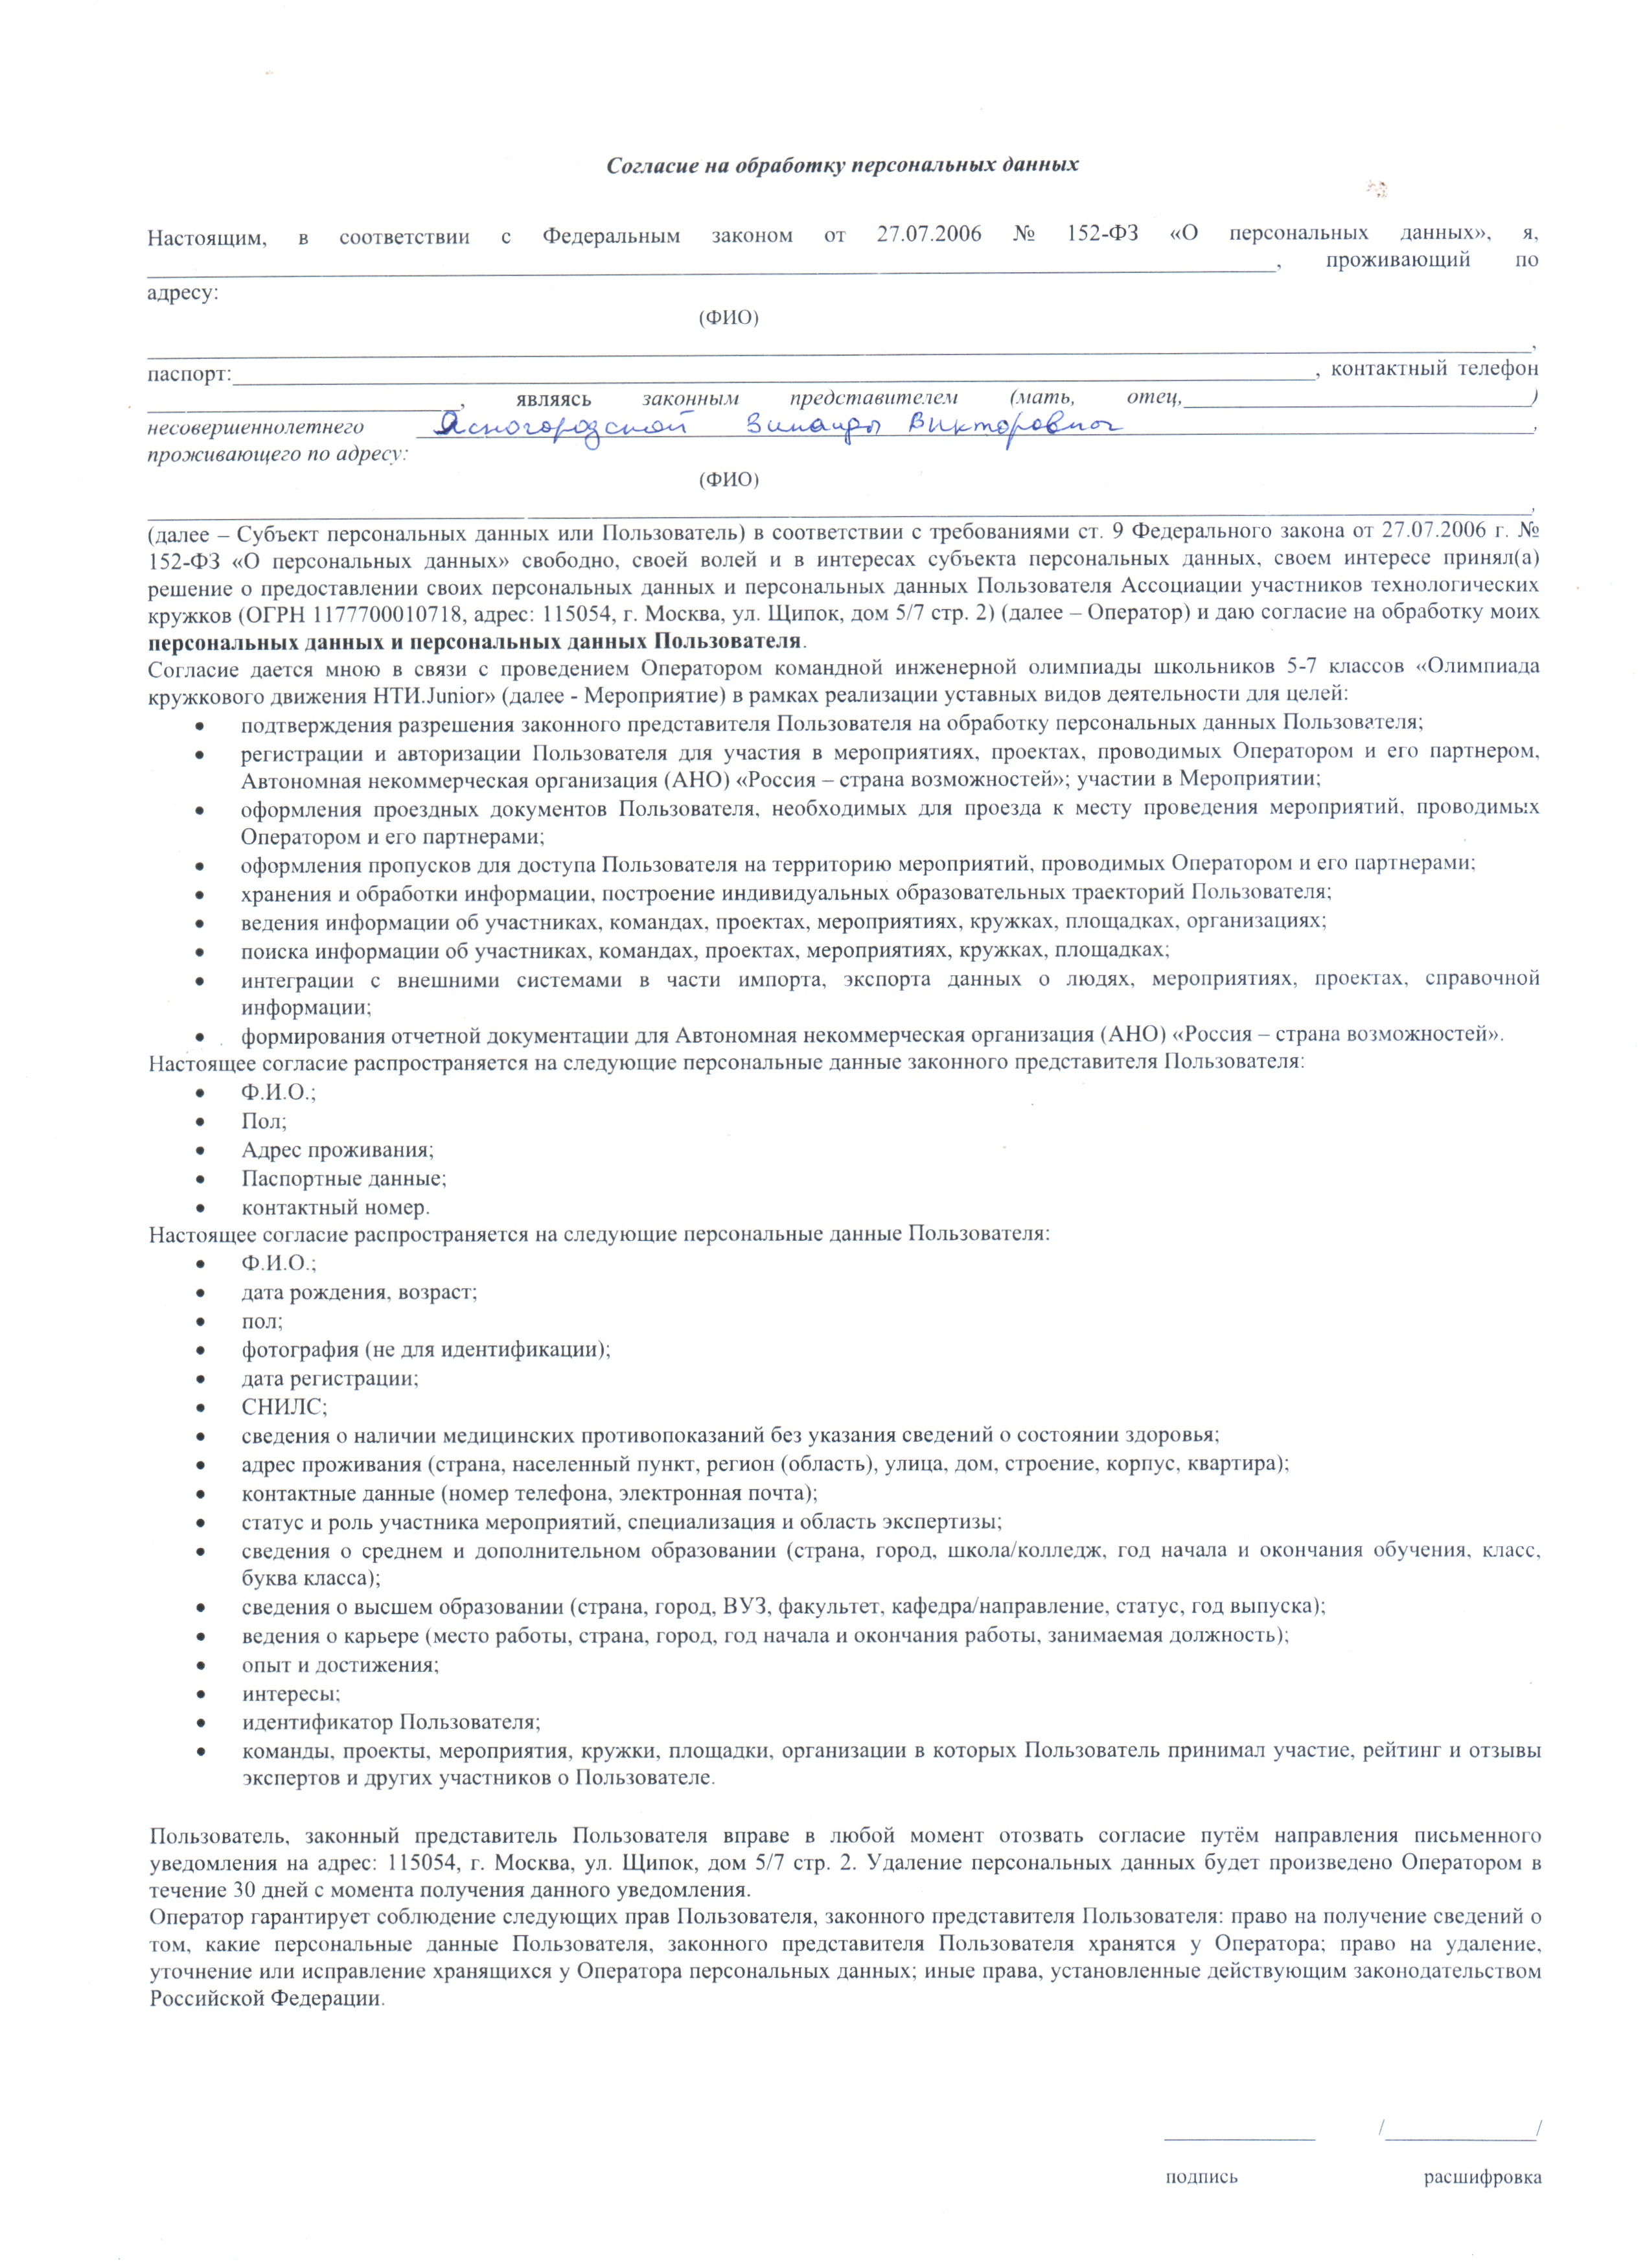 Согласие на обработку персональных данных
Настоящим, в соответствии с Федеральным законом от 27.07.2006 № 152-ФЗ «О персональных данных», я,
, проживающий по
адресу:
(ФИО)
,
паспорт: , контактный телефон
, являясь законным представителем (мать, отец, )
несовершеннолетнего Ясногородской Зинаиды Викторовны ,
проживающего по адресу:
(ФИО)
,
(далее – Субъект персональных данных или Пользователь) в соответствии с требованиями ст. 9 Федерального закона от 27.07.2006 г. №
152-ФЗ «О персональных данных» свободно, своей волей и в интересах субъекта персональных данных, своем интересе принял(а)
решение о предоставлении своих персональных данных и персональных данных Пользователя Ассоциации участников технологических
кружков (ОГРН 1177700010718, адрес: 115054, г. Москва, ул. Щипок, дом 5/7 стр. 2) (далее – Оператор) и даю согласие на обработку моих
персональных данных и персональных данных Пользователя.
Согласие дается мною в связи с проведением Оператором командной инженерной олимпиады школьников 5-7 классов «Олимпиада
кружкового движения НТИ.Junior» (далее - Мероприятие) в рамках реализации уставных видов деятельности для целей:
• подтверждения разрешения законного представителя Пользователя на обработку персональных данных Пользователя;
• регистрации и авторизации Пользователя для участия в мероприятиях, проектах, проводимых Оператором и его партнером,
Автономная некоммерческая организация (АНО) «Россия – страна возможностей»; участии в Мероприятии;
• оформления проездных документов Пользователя, необходимых для проезда к месту проведения мероприятий, проводимых
Оператором и его партнерами;
• оформления пропусков для доступа Пользователя на территорию мероприятий, проводимых Оператором и его партнерами;
• хранения и обработки информации, построение индивидуальных образовательных траекторий Пользователя;
• ведения информации об участниках, командах, проектах, мероприятиях, кружках, площадках, организациях;
• поиска информации об участниках, командах, проектах, мероприятиях, кружках, площадках;
• интеграции с внешними системами в части импорта, экспорта данных о людях, мероприятиях, проектах, справочной
информации;
• формирования отчетной документации для Автономная некоммерческая организация (АНО) «Россия – страна возможностей».
Настоящее согласие распространяется на следующие персональные данные законного представителя Пользователя:
• Ф.И.О.;
• Пол;
• Адрес проживания;
• Паспортные данные;
• контактный номер.
Настоящее согласие распространяется на следующие персональные данные Пользователя:
• Ф.И.О.;
• дата рождения, возраст;
• пол;
• фотография (не для идентификации);
• дата регистрации;
• СНИЛС;
• сведения о наличии медицинских противопоказаний без указания сведений о состоянии здоровья;
• адрес проживания (страна, населенный пункт, регион (область), улица, дом, строение, корпус, квартира);
• контактные данные (номер телефона, электронная почта);
• статус и роль участника мероприятий, специализация и область экспертизы;
• сведения о среднем и дополнительном образовании (страна, город, школа/колледж, год начала и окончания обучения, класс,
буква класса);
• сведения о высшем образовании (страна, город, ВУЗ, факультет, кафедра/направление, статус, год выпуска);
• ведения о карьере (место работы, страна, город, год начала и окончания работы, занимаемая должность);
• опыт и достижения;
• интересы;
• идентификатор Пользователя;
• команды, проекты, мероприятия, кружки, площадки, организации в которых Пользователь принимал участие, рейтинг и отзывы
экспертов и других участников о Пользователе.
Пользователь, законный представитель Пользователя вправе в любой момент отозвать согласие путём направления письменного
уведомления на адрес: 115054, г. Москва, ул. Щипок, дом 5/7 стр. 2. Удаление персональных данных будет произведено Оператором в
течение 30 дней с момента получения данного уведомления.
Оператор гарантирует соблюдение следующих прав Пользователя, законного представителя Пользователя: право на получение сведений о
том, какие персональные данные Пользователя, законного представителя Пользователя хранятся у Оператора; право на удаление,
уточнение или исправление хранящихся у Оператора персональных данных; иные права, установленные действующим законодательством
Российской Федерации.
/ /
подпись расшифровка